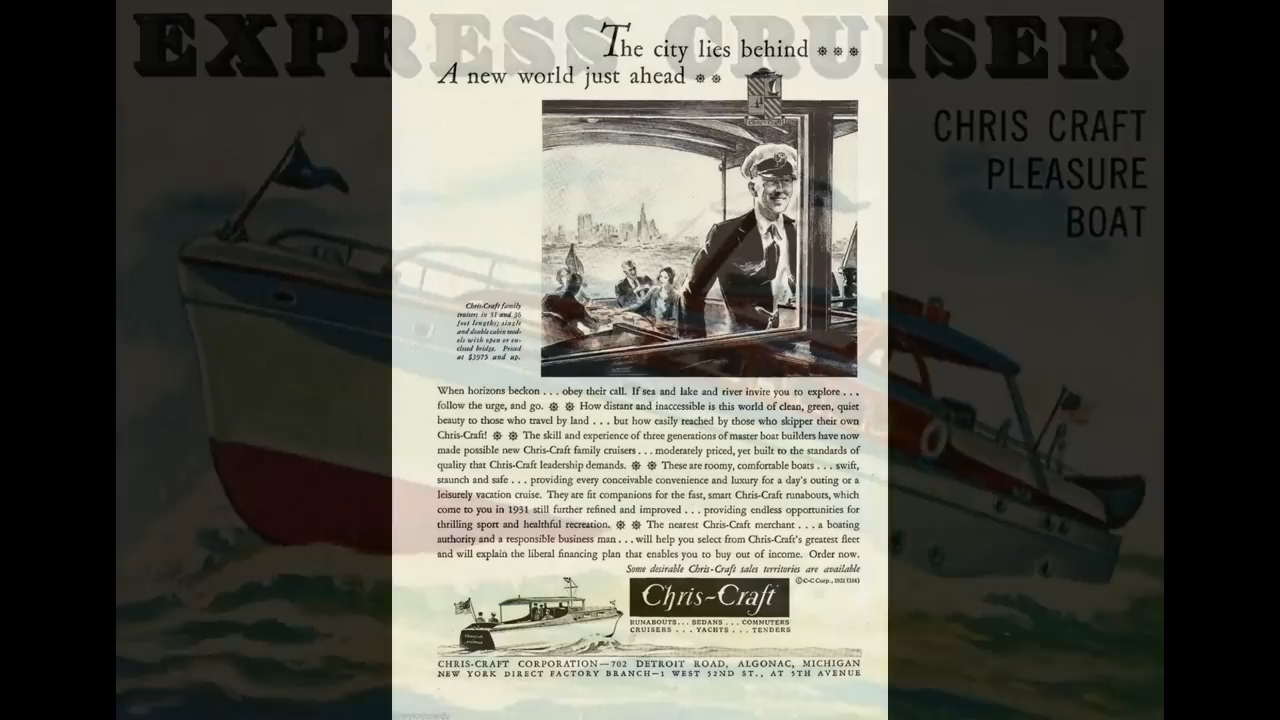 EXPRESS CRUISER
The city lies behind
A new world just ahead
CHRIS CRAFT
PLEASURE
BOAT
Chris-Craft family
cruisers in 31 and 36
foot lengths; single
and double cabin mod-
els with open or en-
closed bridge. Priced
at $3975 and up.
When horizons beckon . . . obey their call. If sea and lake and river invite you to explore . . .
follow the urge, and go. How distant and inaccessible is this world of clean, green, quiet
beauty to those who travel by land . . . but how easily reached by those who skipper their own
Chris-Craft! The skill and experience of three generations of master boat builders have now
made possible new Chris-Craft family cruisers . . . moderately priced, yet built to the standards of
quality that Chris-Craft leadership demands. These are roomy, comfortable boats . . . swift,
staunch and safe . . . providing every conceivable convenience and luxury for a day's outing or a
leisurely vacation cruise. They are fit companions for the fast, smart Chris-Craft runabouts, which
come to you in 1931 still further refined and improved . . . providing endless opportunities for
thrilling sport and healthful recreation. The nearest Chris-Craft merchant . . . a boating
authority and a responsible business man . . . will help you select from Chris-Craft's greatest fleet
and will explain the liberal financing plan that enables you to buy out of income. Order now.
Some desirable Chris-Craft sales territories are available
Chris-Craft
RUNABOUTS... SEDANS ... COMMUTERS
CRUISERS . . . YACHTS . . . TENDERS
CHRIS-CRAFT CORPORATION—702 DETROIT ROAD, ALGONAC, MICHIGAN
NEW YORK DIRECT FACTORY BRANCH—1 WEST 52ND ST., AT 5TH AVENUE